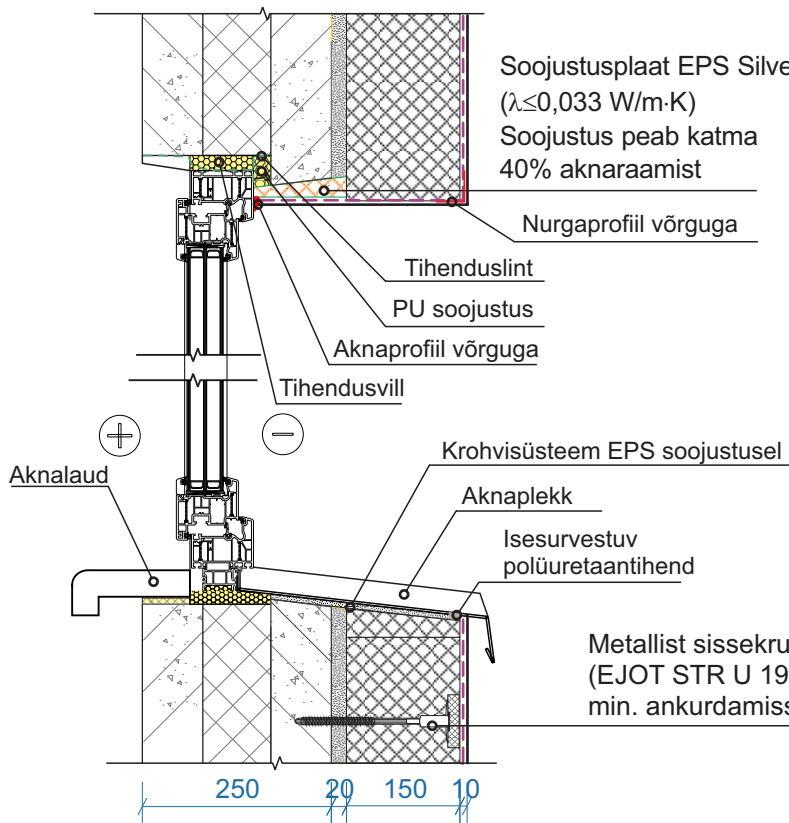 Soojustusplaat EPS Silve
(λ≤0,033 W/m·K)
Soojustus peab katma
40% aknaraamist
Nurgaprofiil võrguga
Tihenduslint
PU soojustus
Aknaprofiil võrguga
Tihendusvill
Krohvisüsteem EPS soojustusel
Aknalaud
Aknaplekk
Isesurvestuv
polüuretaantihend
Metallist sissekru
(EJOT STR U 19
min. ankurdamiss
250 20 150 10